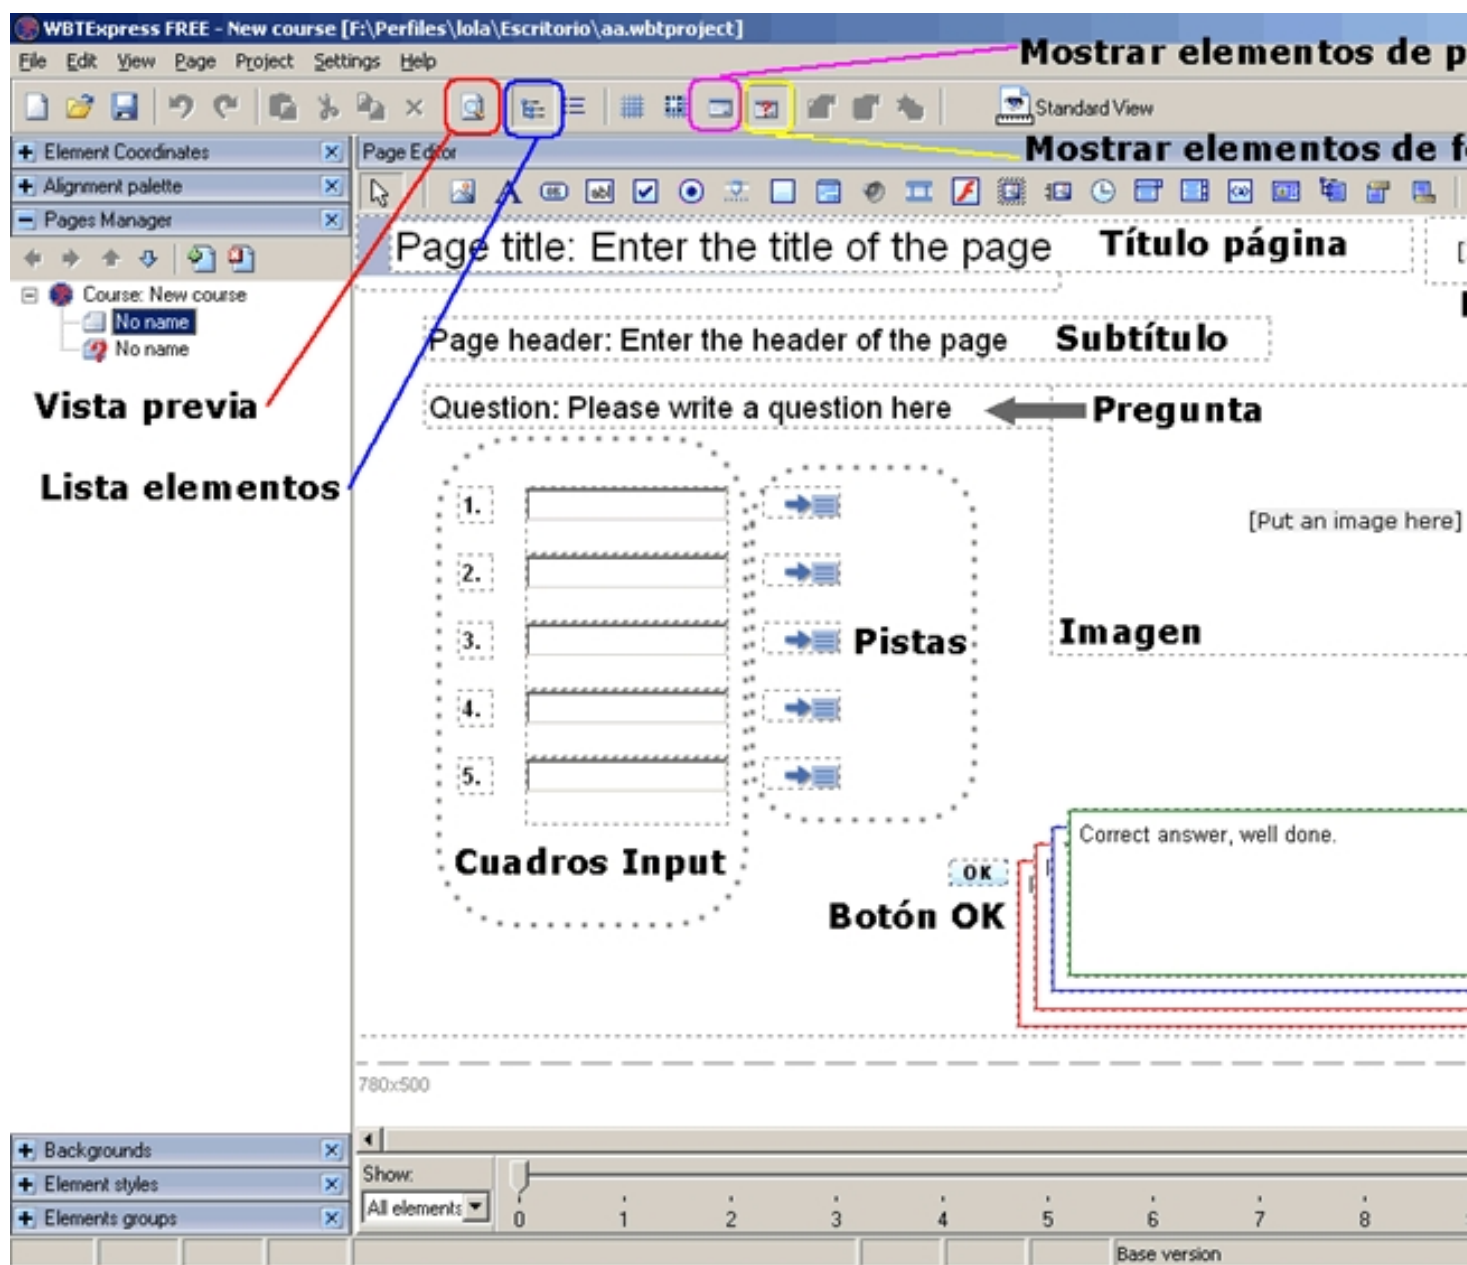 WBTExpress FREE - New course [F:\Perfiles\lola\Escritorio\aa.wbtproject]
File Edit View Page Project Settings Help
Mostrar elementos de p
Standard View
Element Coordinates
Page Editor
Mostrar elementos de f
Alignment palette
Pages Manager
Page title: Enter the title of the page
Título página
[
Course: New course
No name
No name
Page header: Enter the header of the page
Subtítulo
Vista previa
Question: Please write a question here
Pregunta
Lista elementos
1.
[Put an image here]
2.
3.
Pistas
Imagen
4.
5.
Correct answer, well done.
Cuadros Input
OK
Botón OK
780x500
Backgrounds
Show:
Element styles
All elements
Elements groups
0 1 2 3 4 5 6 7 8
Base version